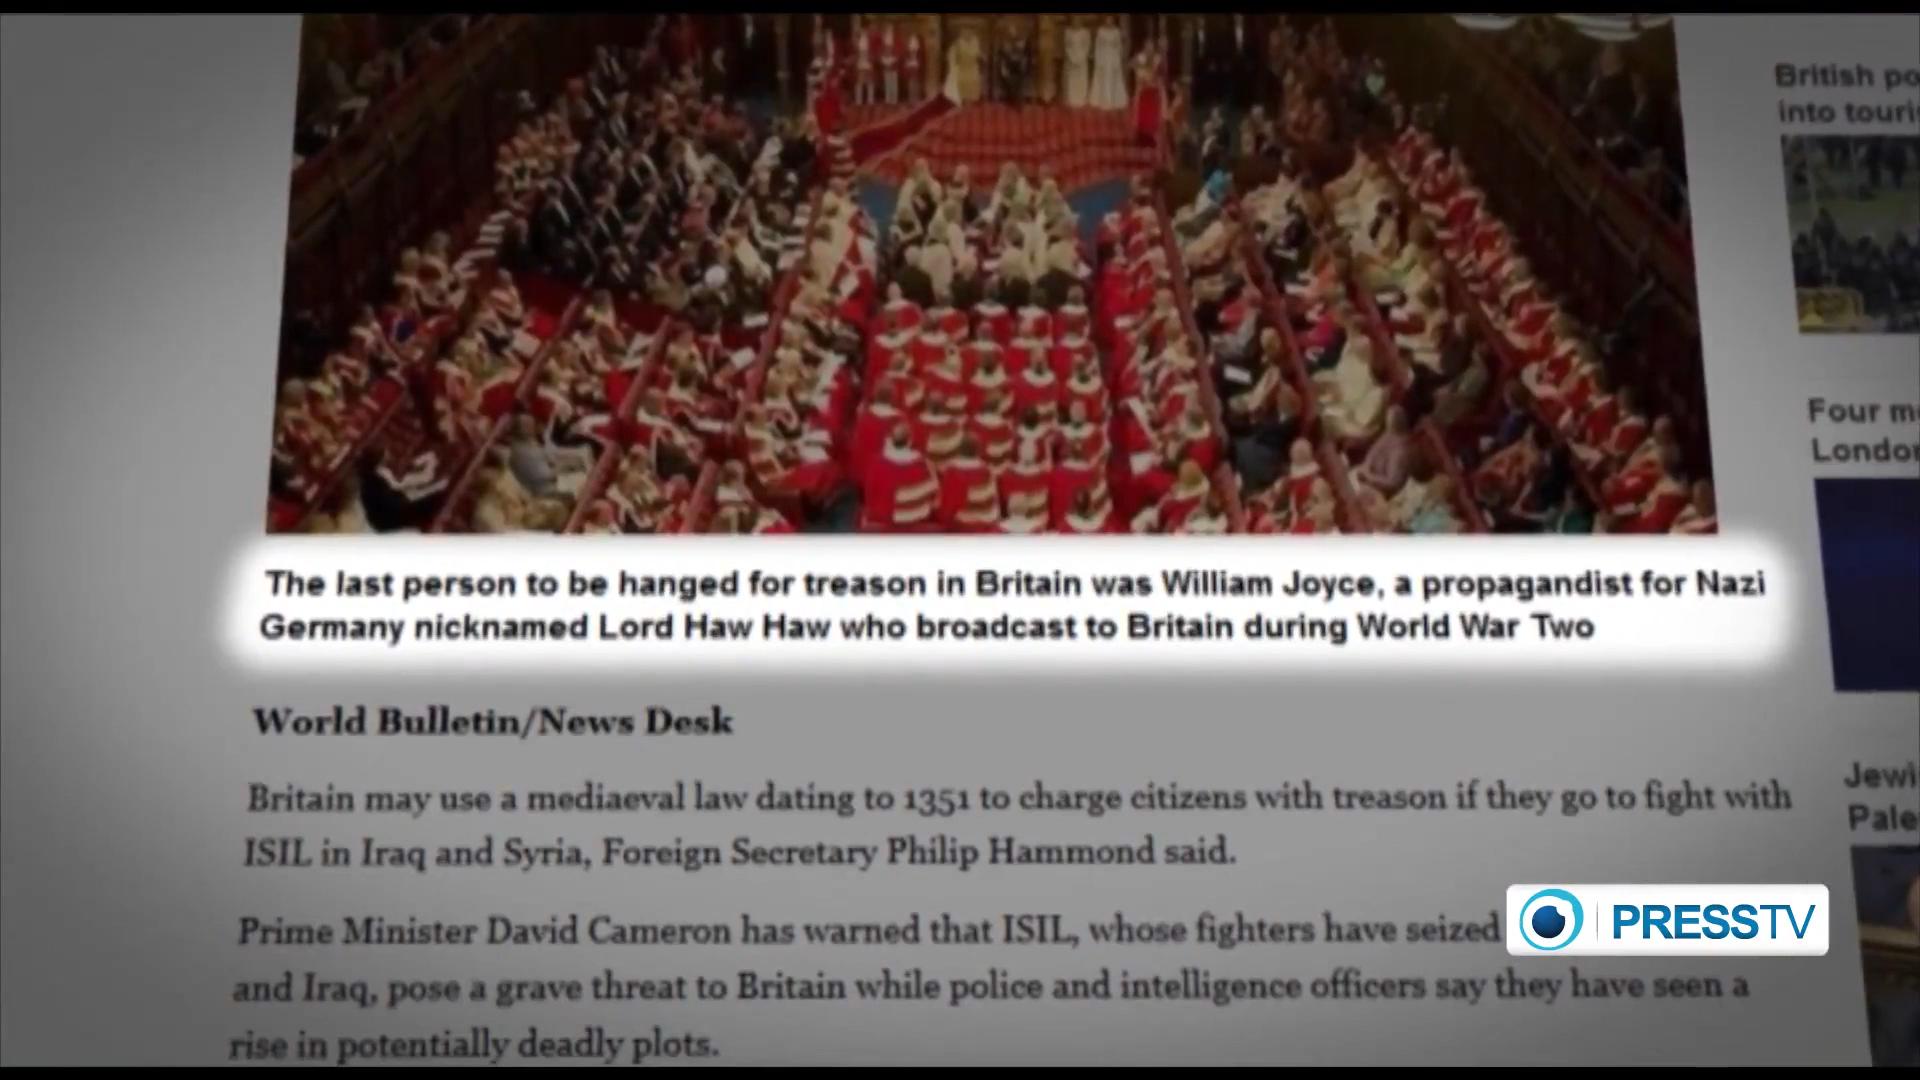 British po
into touri
The last person to be hanged for treason in Britain was William Joyce, a propagandist for Nazi
Germany nicknamed Lord Haw Haw who broadcast to Britain during World War Two
World Bulletin/News Desk
Britain may use a mediaeval law dating to 1351 to charge citizens with treason if they go to fight with
ISIL in Iraq and Syria, Foreign Secretary Philip Hammond said.
Prime Minister David Cameron has warned that ISIL, whose fighters have seized
and Iraq, pose a grave threat to Britain while police and intelligence officers say they have seen a
rise in potentially deadly plots.
Four m
London
Jewi
Pale
PRESSTV